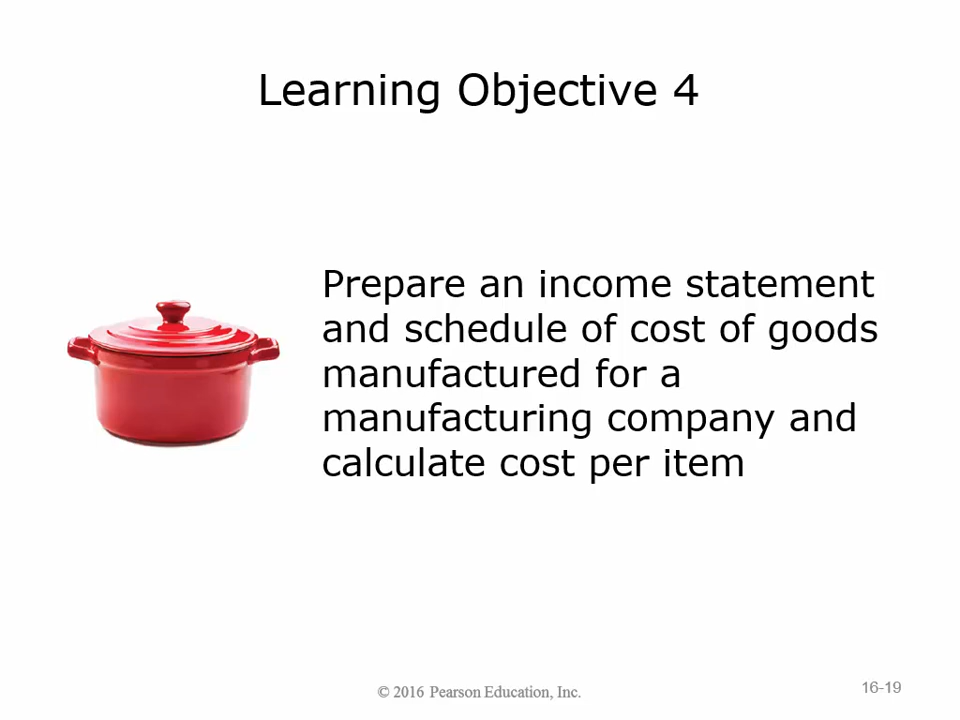 Learning Objective 4
Prepare an income statement
and schedule of cost of goods
manufactured for a
manufacturing company and
calculate cost per item
© 2016 Pearson Education, Inc.
16-19